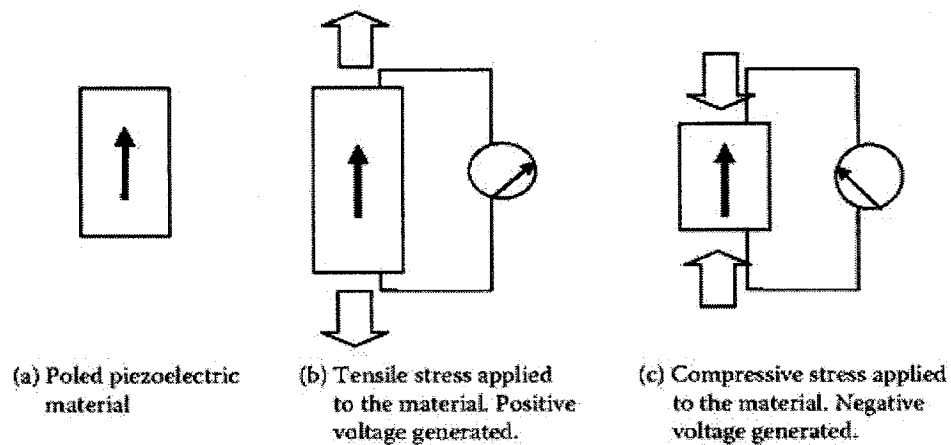 (a) Poled piezoelectric
material
(b) Tensile stress applied
to the material. Positive
voltage generated.
(c) Compressive stress applied
to the material. Negative
voltage generated.